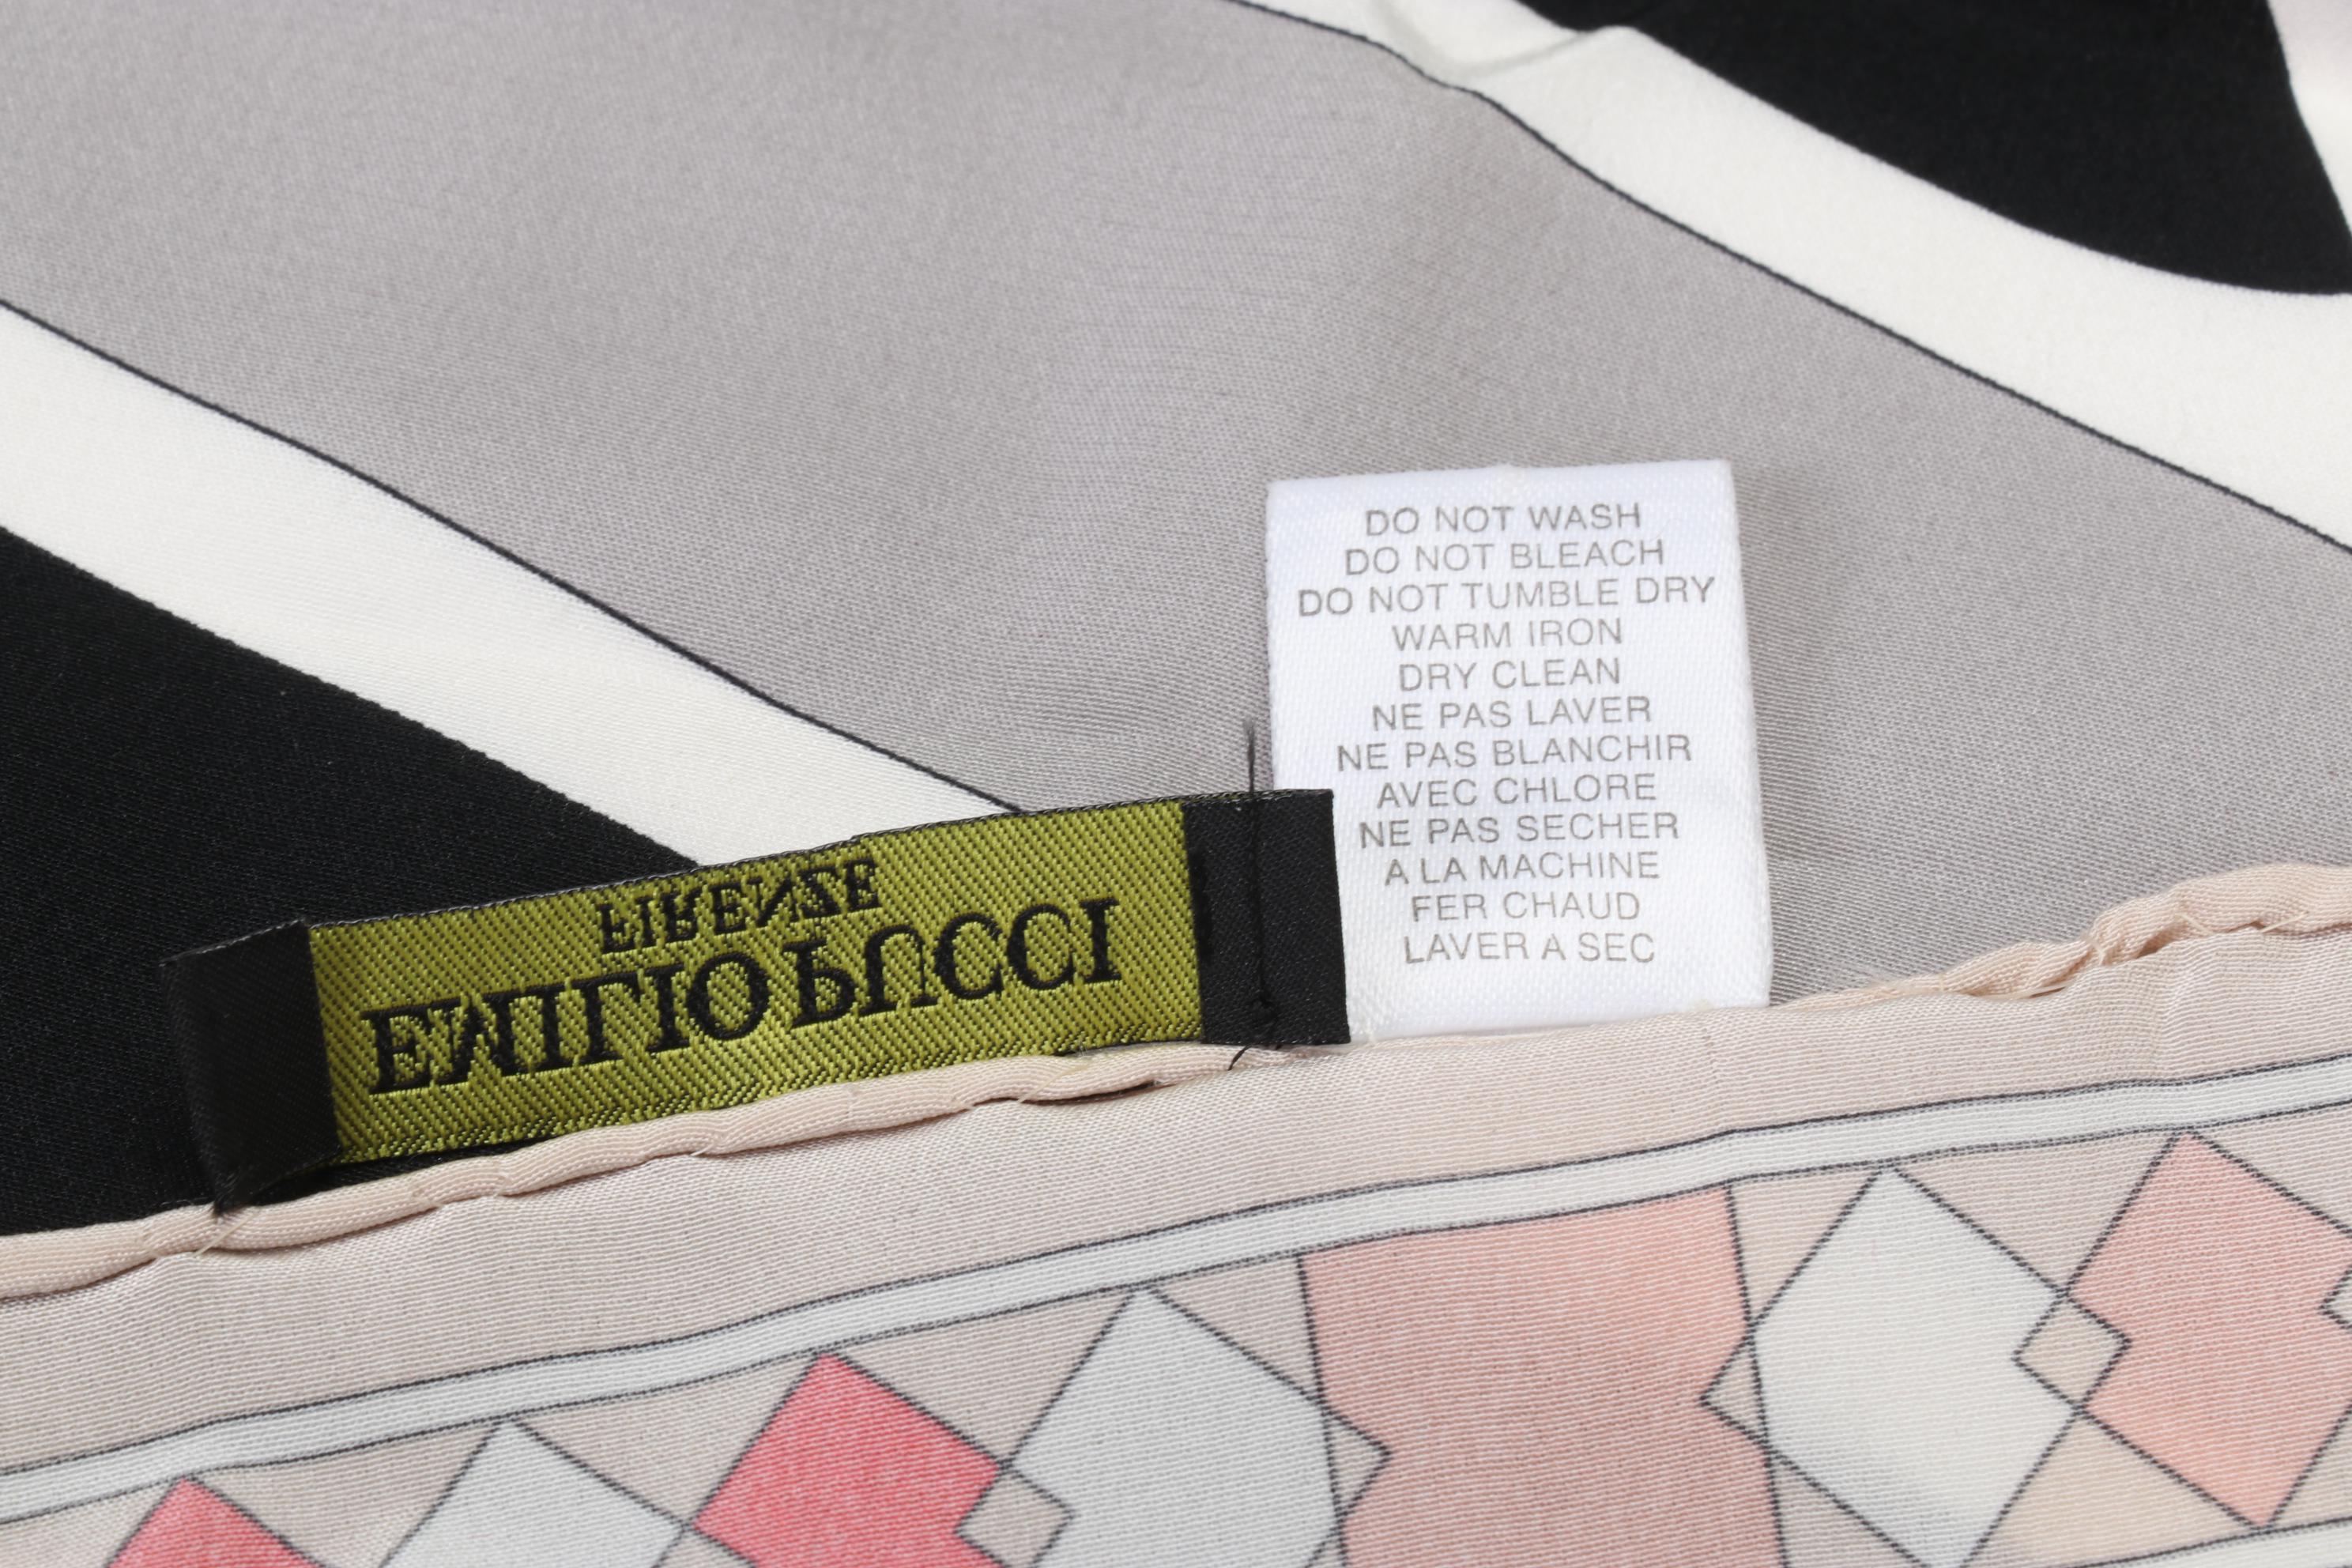 DO NOT WASH
DO NOT BLEACH
DO NOT TUMBLE DRY
WARM IRON
DRY CLEAN
NE PAS LAVER
NE PAS BLANCHIR
AVEC CHLORE
NE PAS SECHER
A LA MACHINE
FER CHAUD
LAVER A SEC
EMILIO PUCCI
FIRENZE